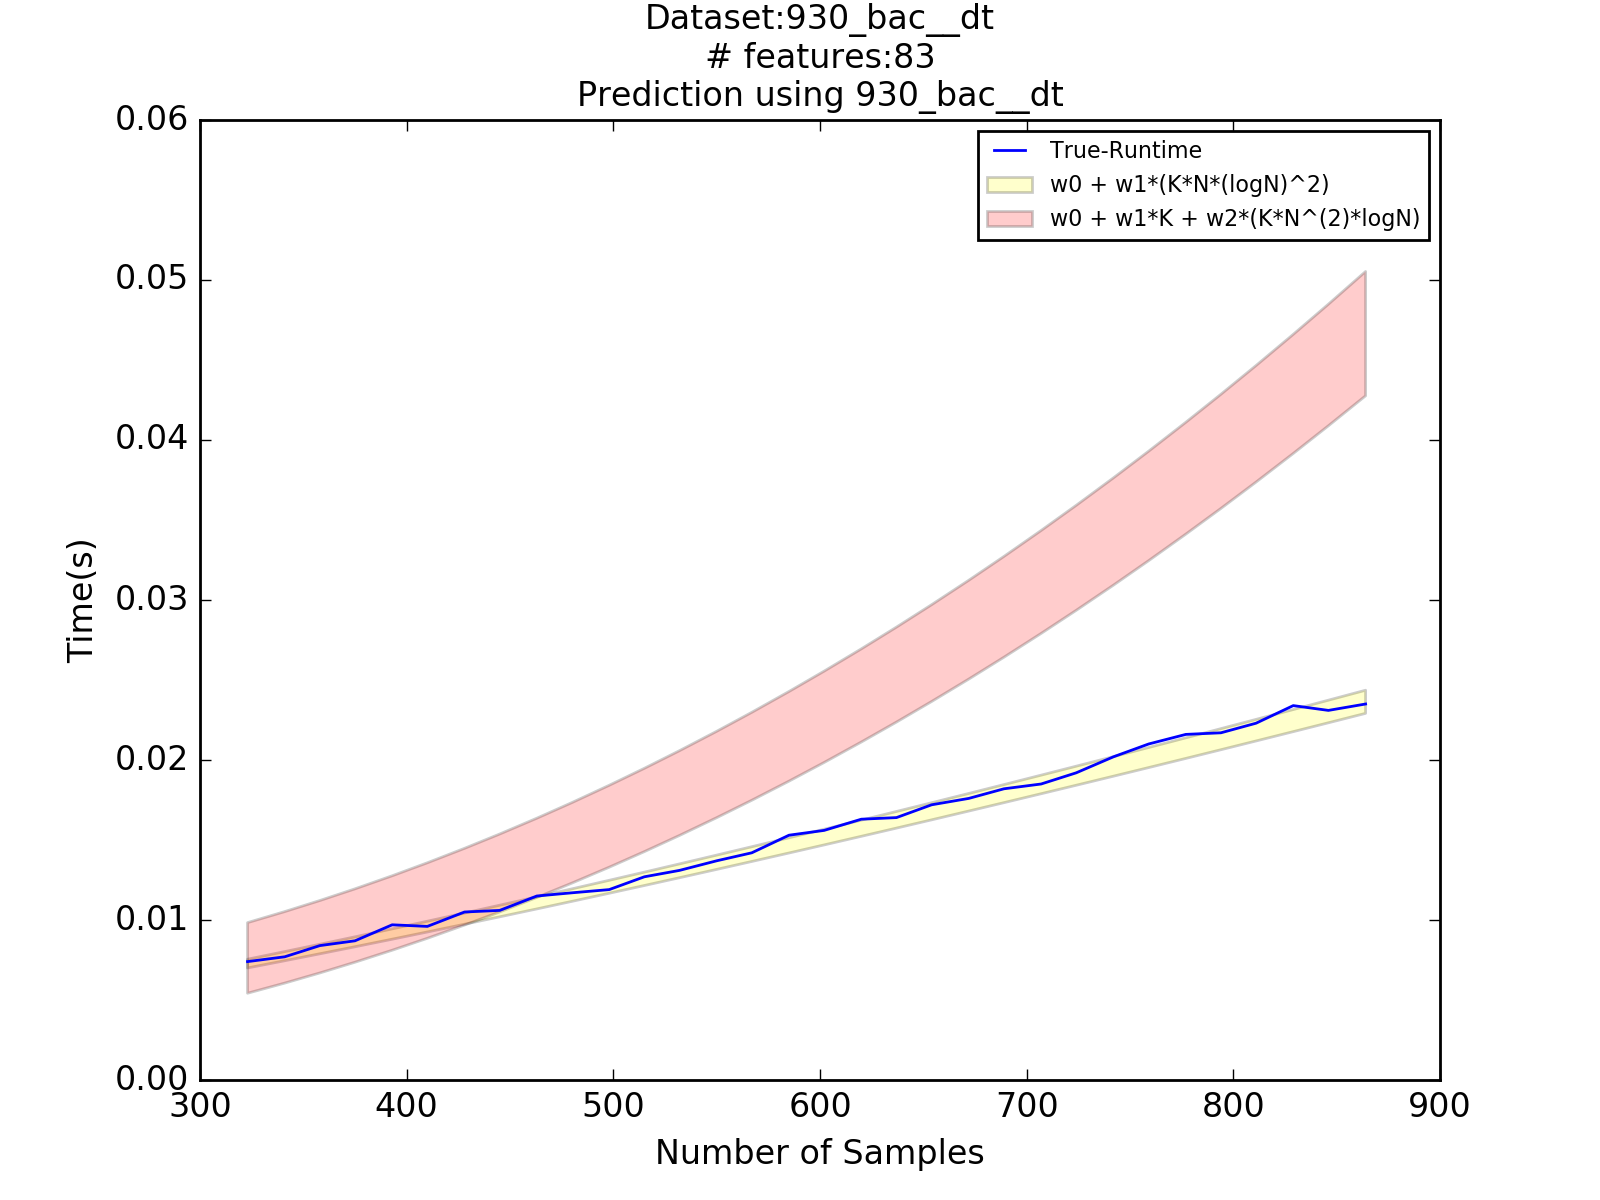 Dataset:930_bac__dt
# features:83
Prediction using 930_bac__dt
0.06
0.05
0.04
0.03
0.02
0.01
0.00
Time(s)
True-Runtime
w0 + w1*(K*N*(logN)^2)
w0 + w1*K + w2*(K*N^(2)*logN)
300 400 500 600 700 800 900
Number of Samples